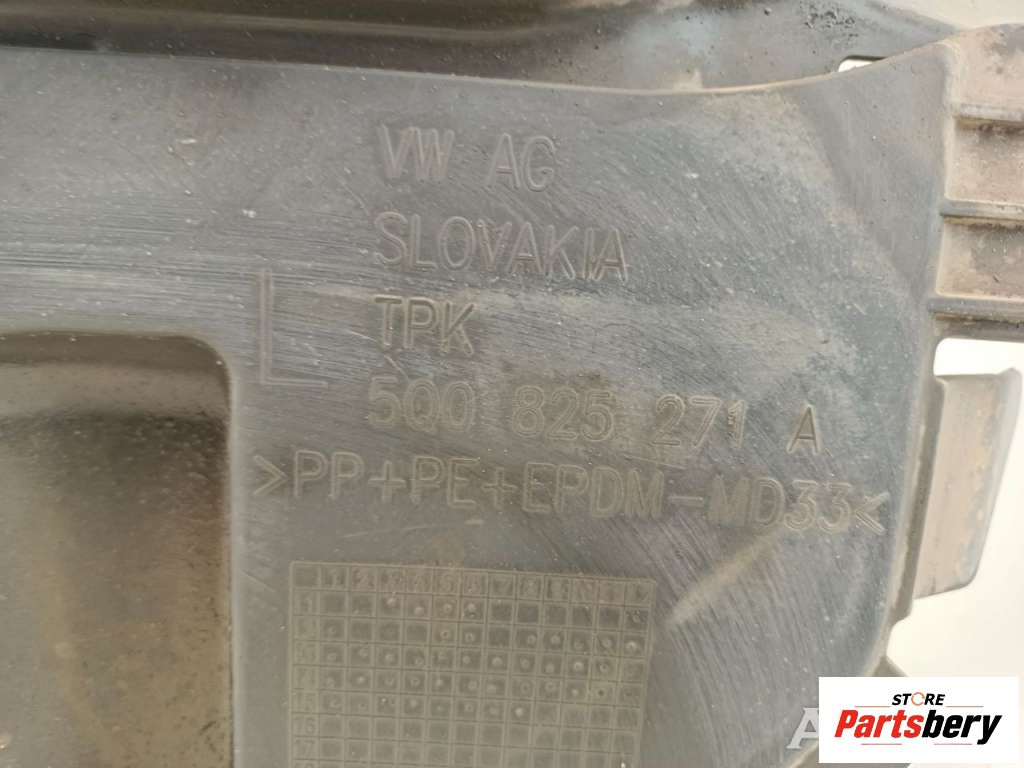 VW AG
SLOVAKIA
L TPK
5Q0 825 271 A
>PP+PE+EPDM-MD33<
STORE
Partsbery